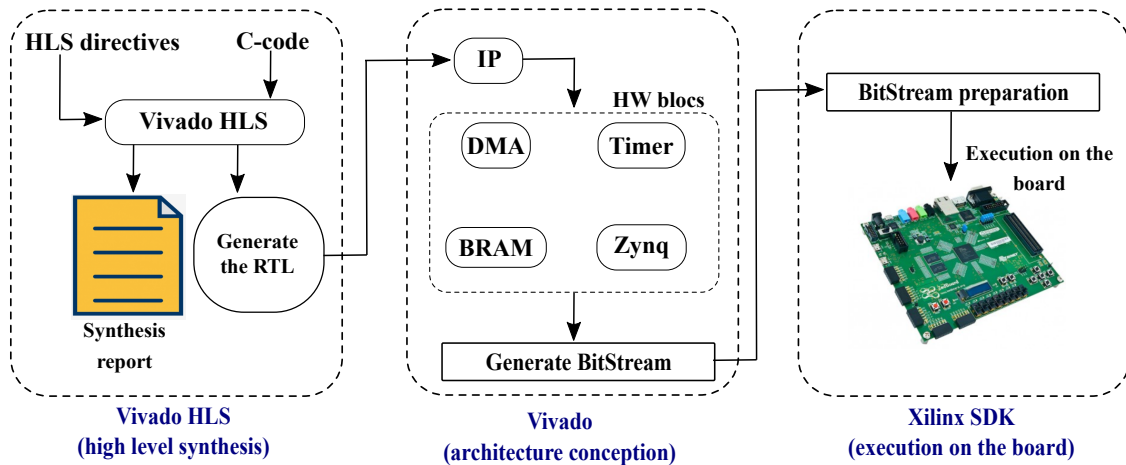 HLS directives
C-code
Vivado HLS
Generate
the RTL
Synthesis
report
Vivado HLS
(high level synthesis)
IP
HW blocs
DMA
Timer
BRAM
Zynq
Generate BitStream
Vivado
(architecture conception)
BitStream preparation
Execution on the
board
Xilinx SDK
(execution on the board)